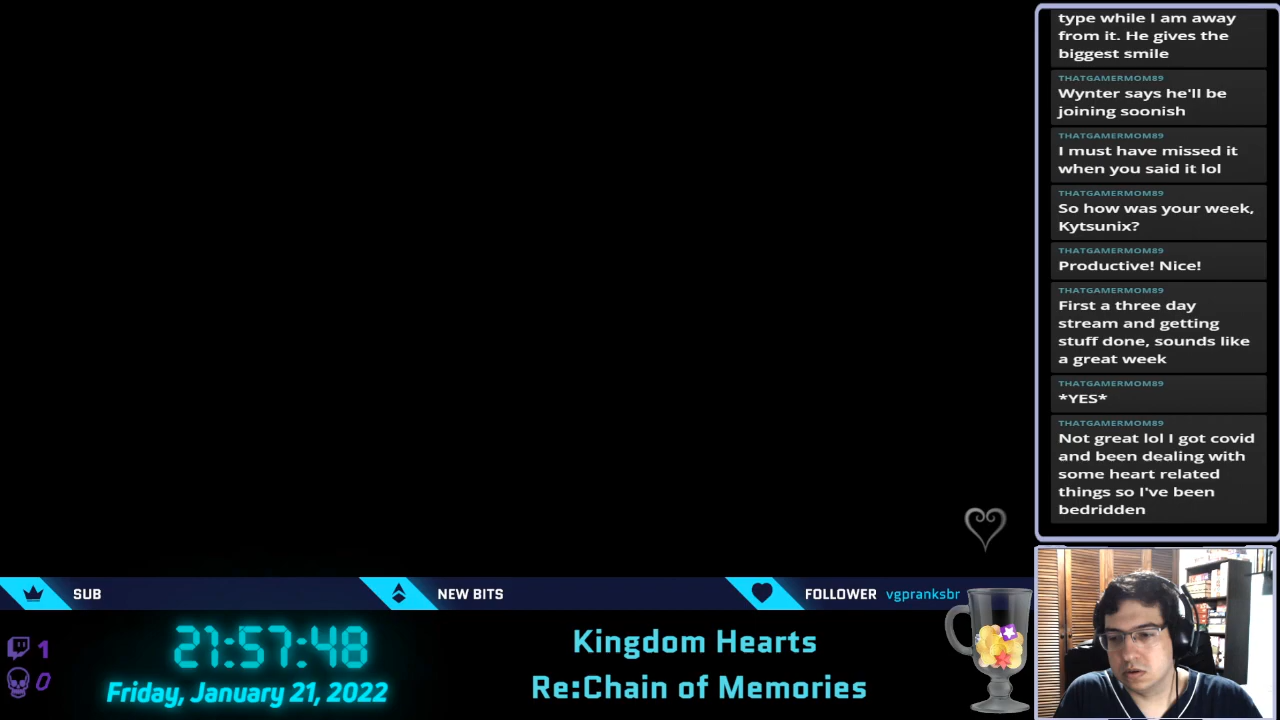 type while I am away
from it. He gives the
biggest smile
THATGAMERMOM89
Wynter says he'll be
joining soonish
THATGAMERMOM89
I must have missed it
when you said it lol
THATGAMERMOM89
So how was your week,
Kytsunix?
THATGAMERMOM89
Productive! Nice!
THATGAMERMOM89
First a three day
stream and getting
stuff done, sounds like
a great week
THATGAMERMOM89
*YES*
THATGAMERMOM89
Not great lol I got covid
and been dealing with
some heart related
things so I've been
bedridden
SUB
NEW BITS
FOLLOWER vgpranksbr
1
0
21:57:48
Friday, January 21, 2022
Kingdom Hearts
Re:Chain of Memories